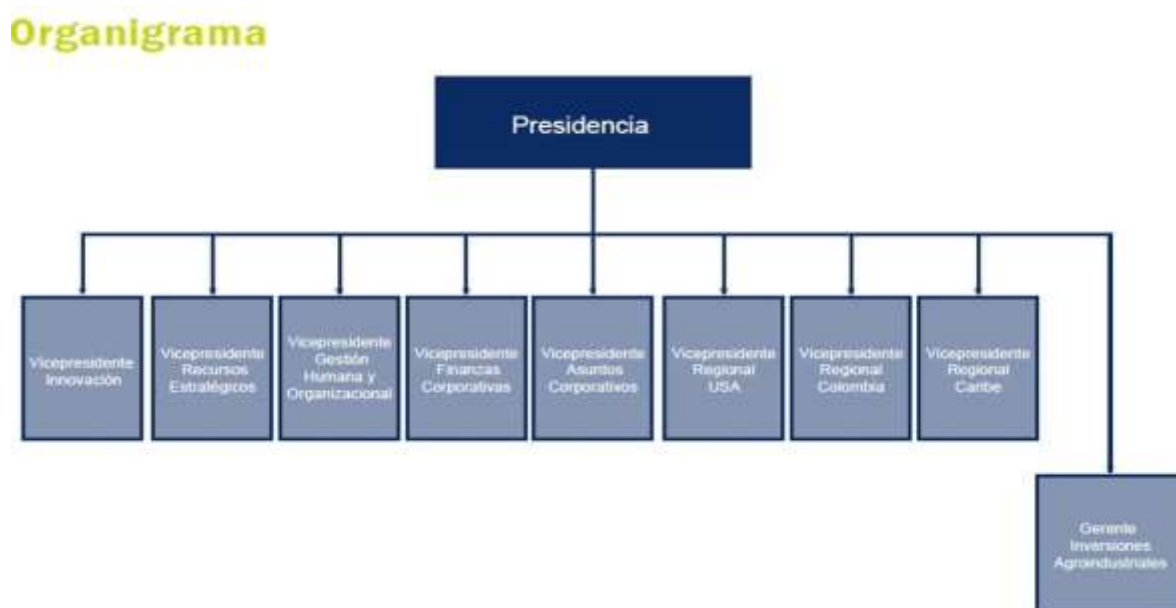 Organigrama
Presidencia
Vicepresidente
Innovación
Vicepresidente
Recursos
Estratégicos
Vicepresidente
Gestión
Humana y
Organizacional
Vicepresidente
Finanzas
Corporativas
Vicepresidente
Asuntos
Corporativos
Vicepresidente
Regional
USA
Vicepresidente
Regional
Colombia
Vicepresidente
Regional
Caribe
Gerente
Inversiones
Agroindustriales